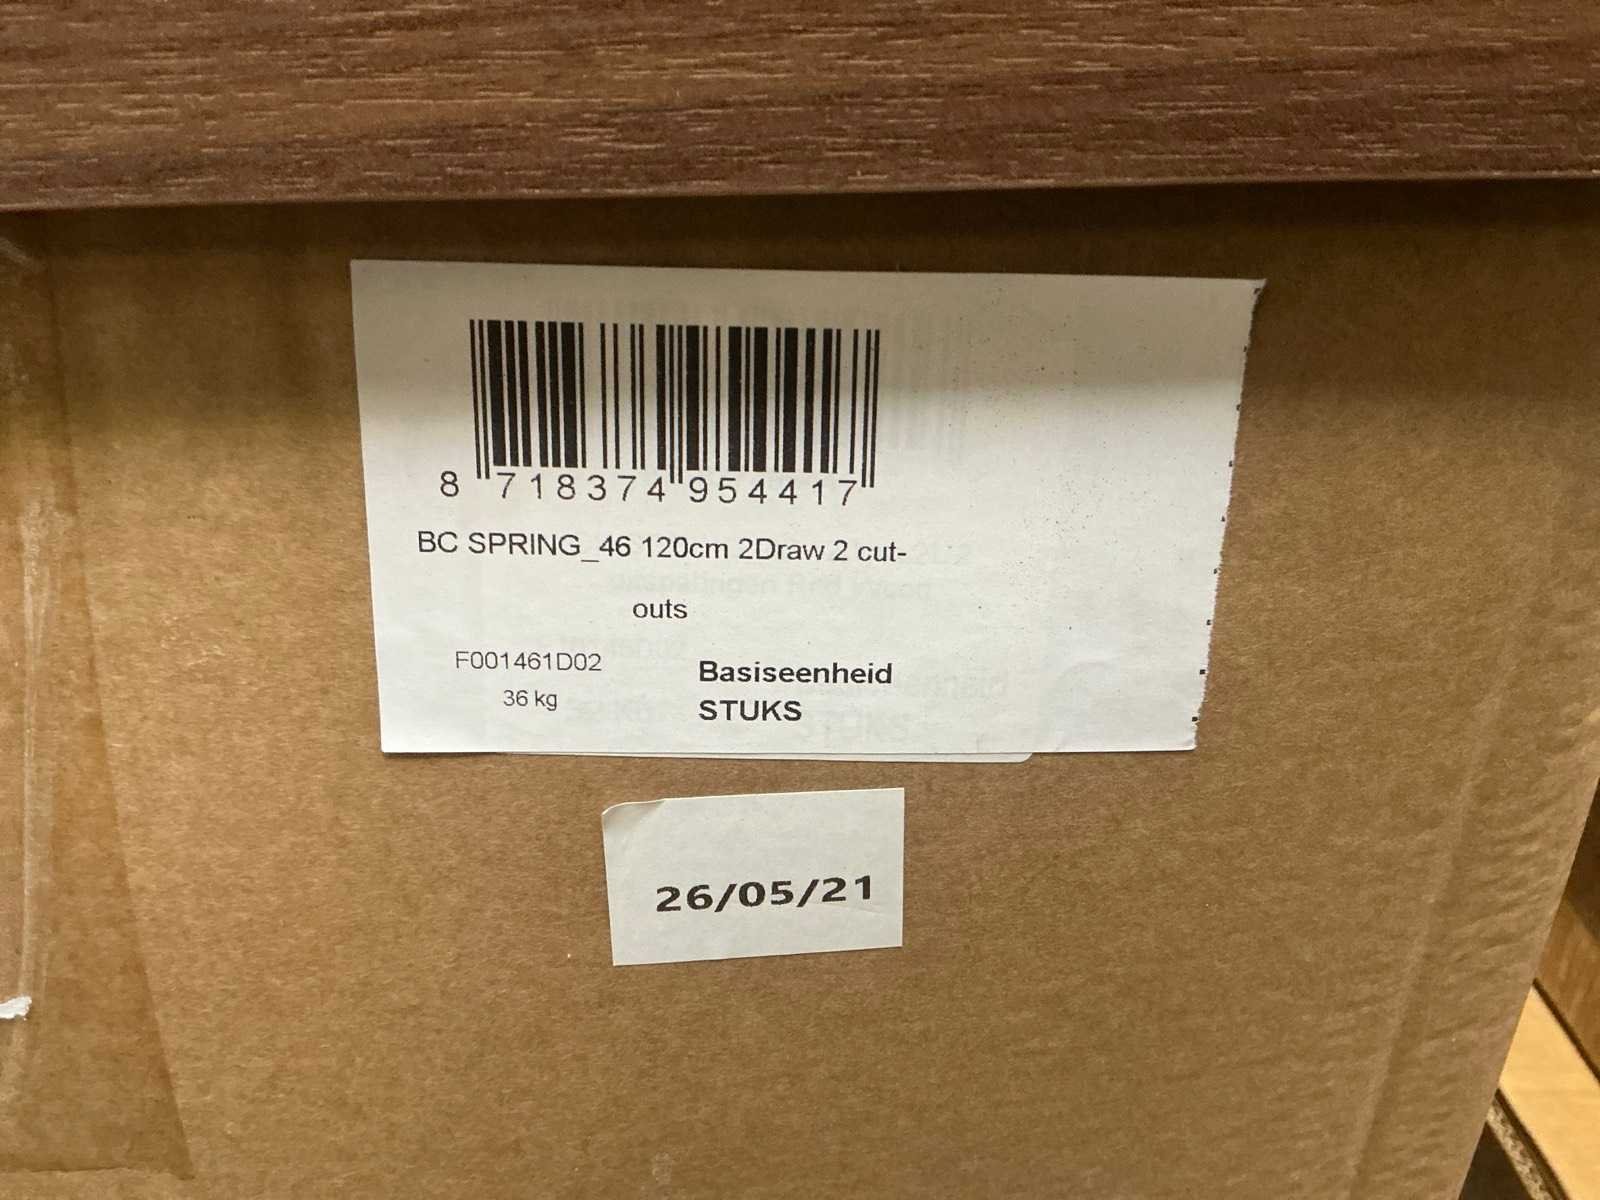 8 718374 954417
BC SPRING_46 120cm 2Draw 2 cut-
outs
F001461D02
36 kg
Basiseenheid
STUKS
26/05/21